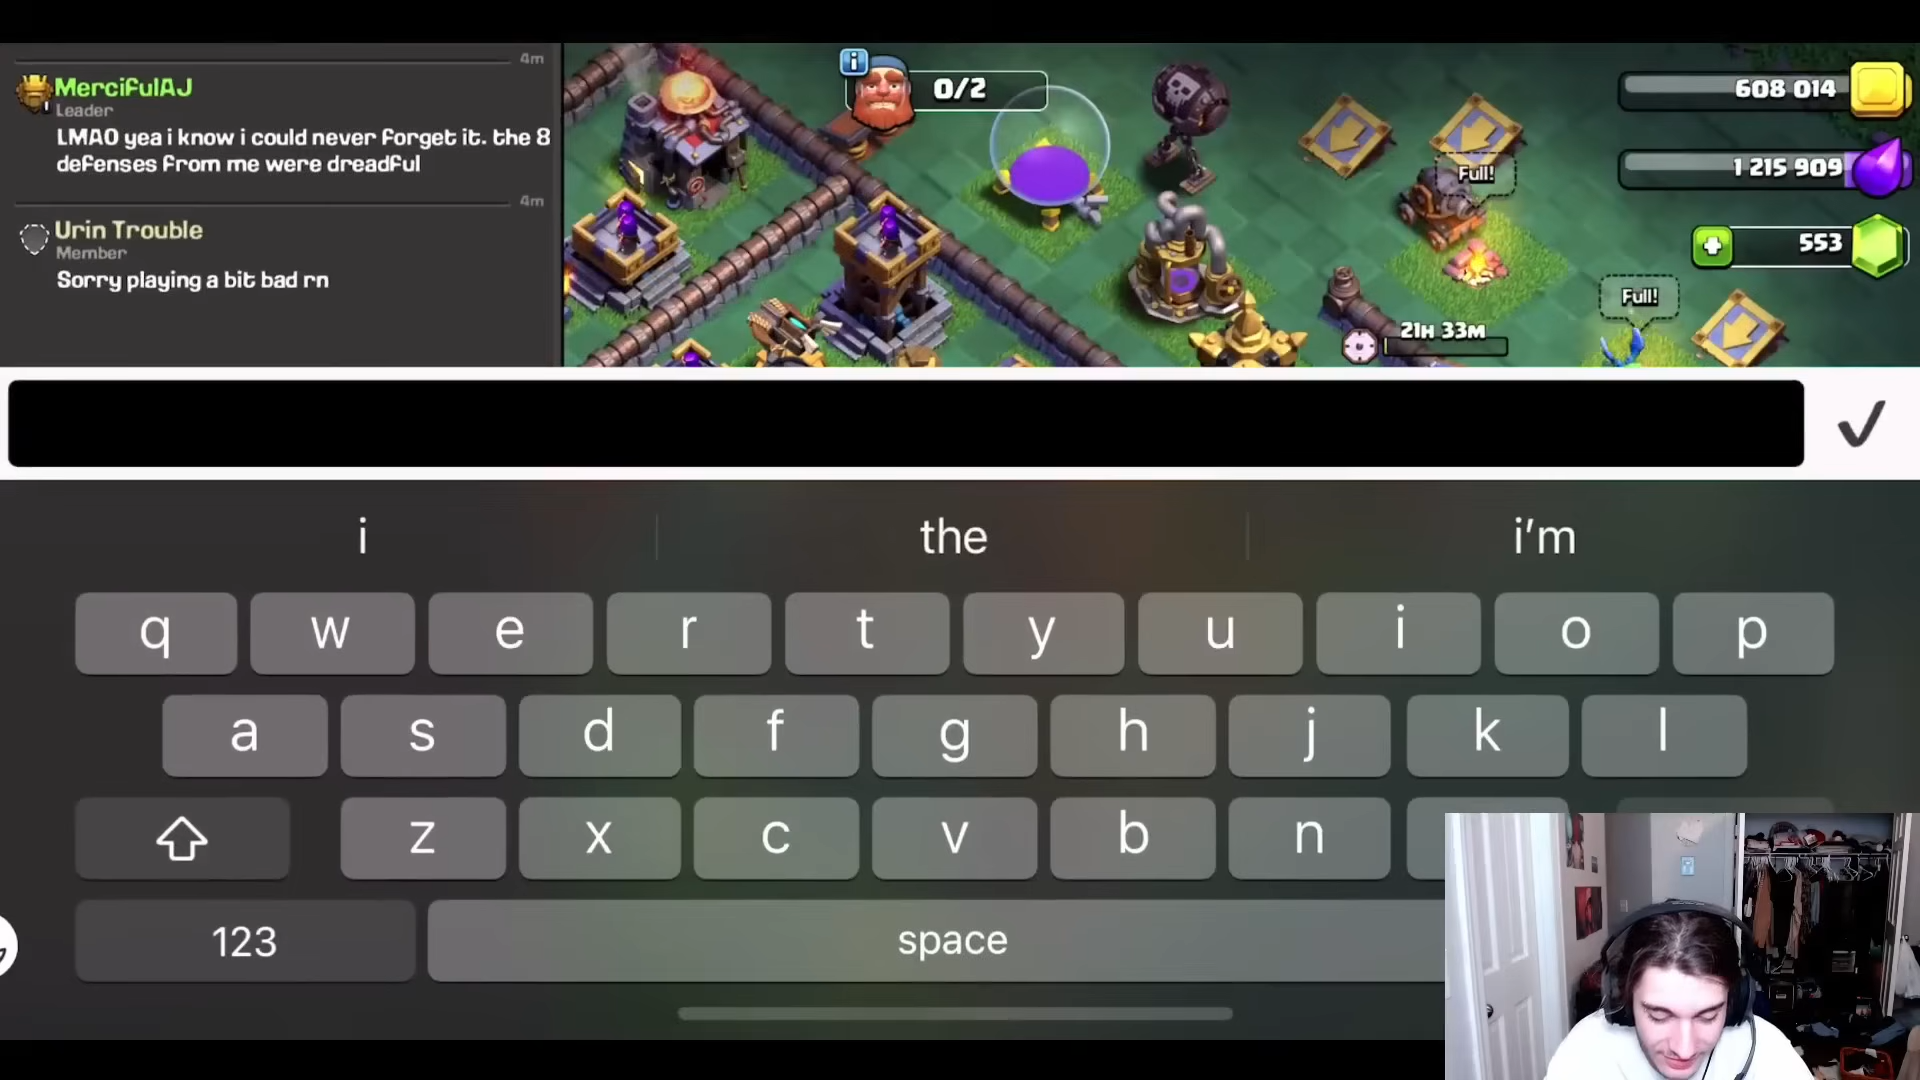 4m
MercifulAJ
Leader
LMAO yea i know i could never forget it. the 8
defenses from me were dreadful
4m
Urin Trouble
Member
Sorry playing a bit bad rn
i
0/2
608 014
1 215 909
553
Full!
Full!
21H 33M
i the i'm
q w e r t y u i o p
a s d f g h j k l
z x c v b n
123 space